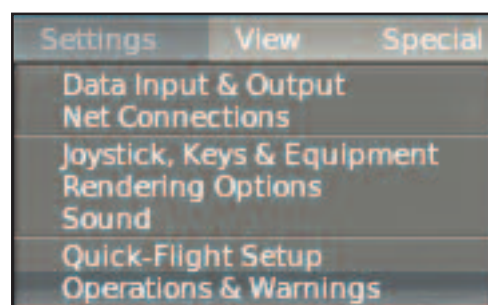 Settings View Special
Data Input & Output
Net Connections
Joystick, Keys & Equipment
Rendering Options
Sound
Quick-Flight Setup
Operations & Warnings